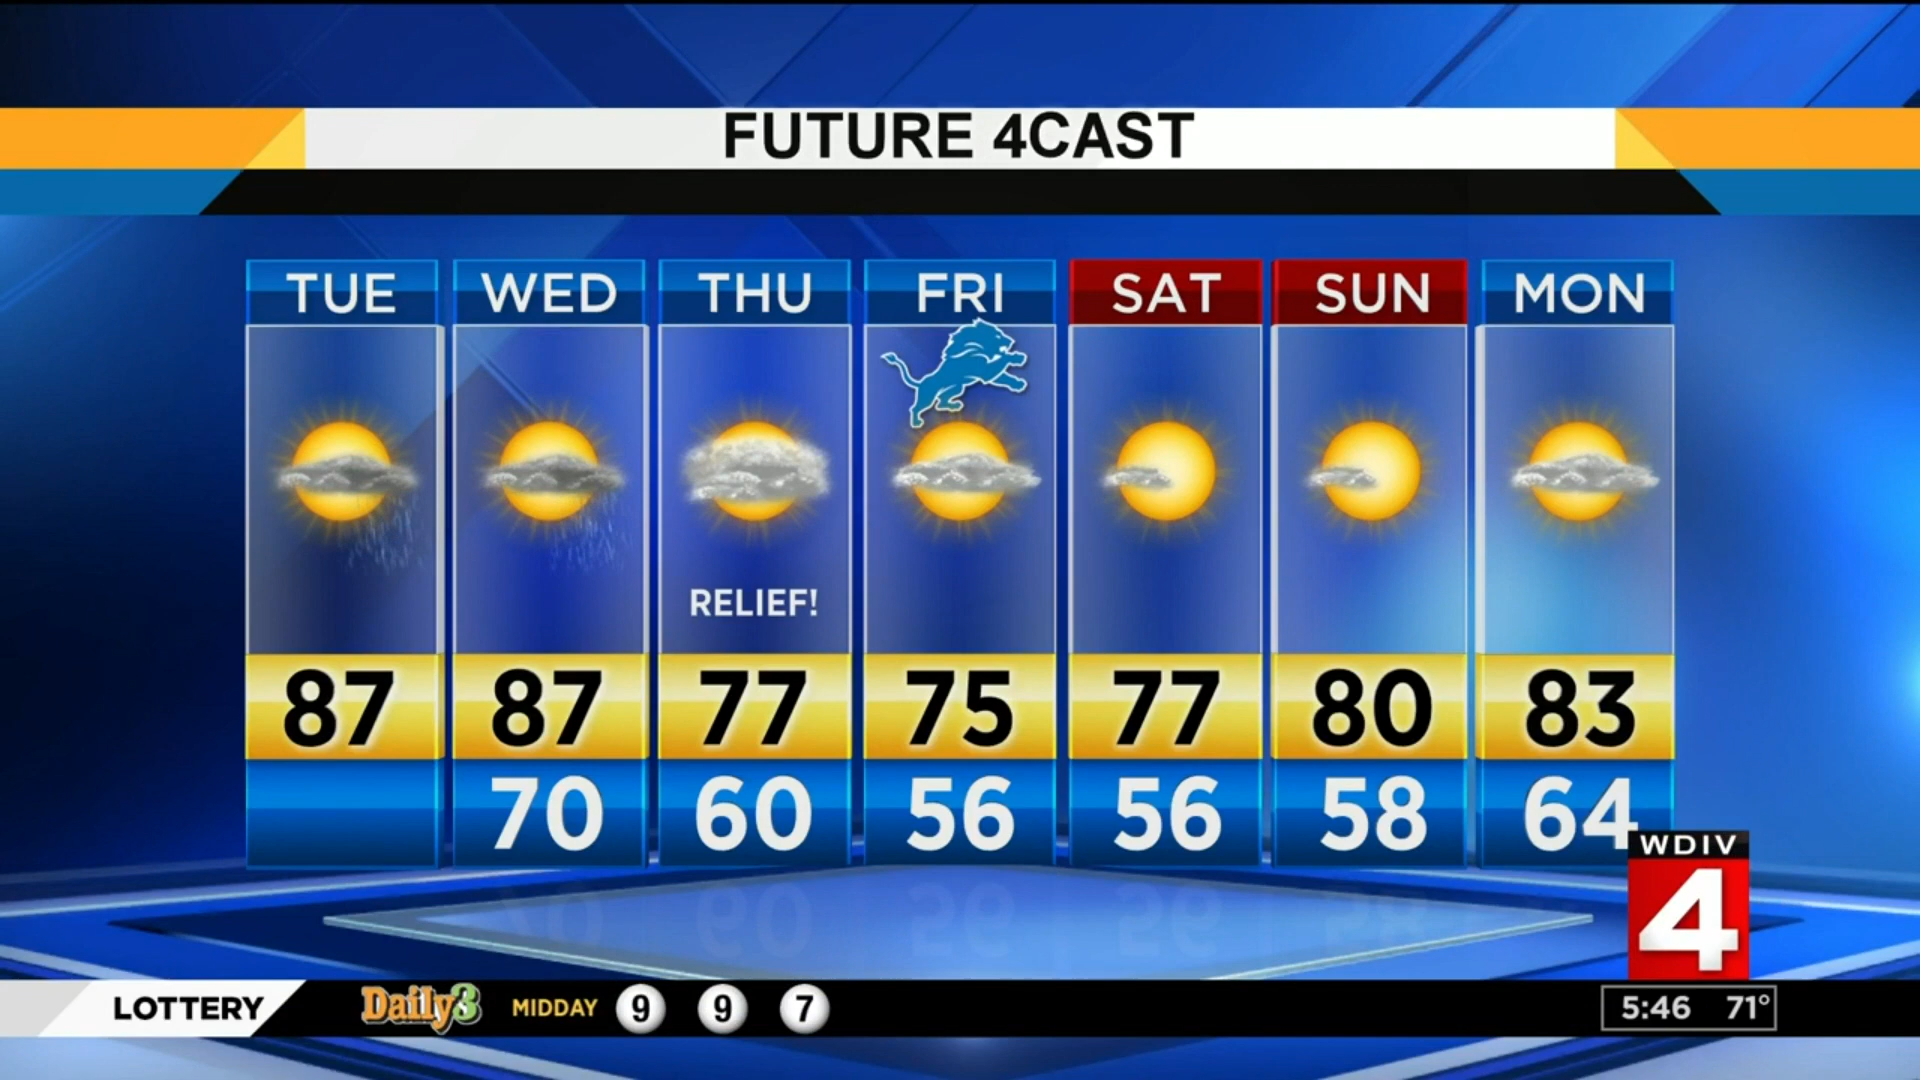 FUTURE 4CAST
TUE WED THU FRI SAT SUN MON
RELIEF!
87 87 77 75 77 80 83
70 60 56 56 58 64
WDIV
4
LOTTERY Daily3 MIDDAY 9 9 7
5:46 71°